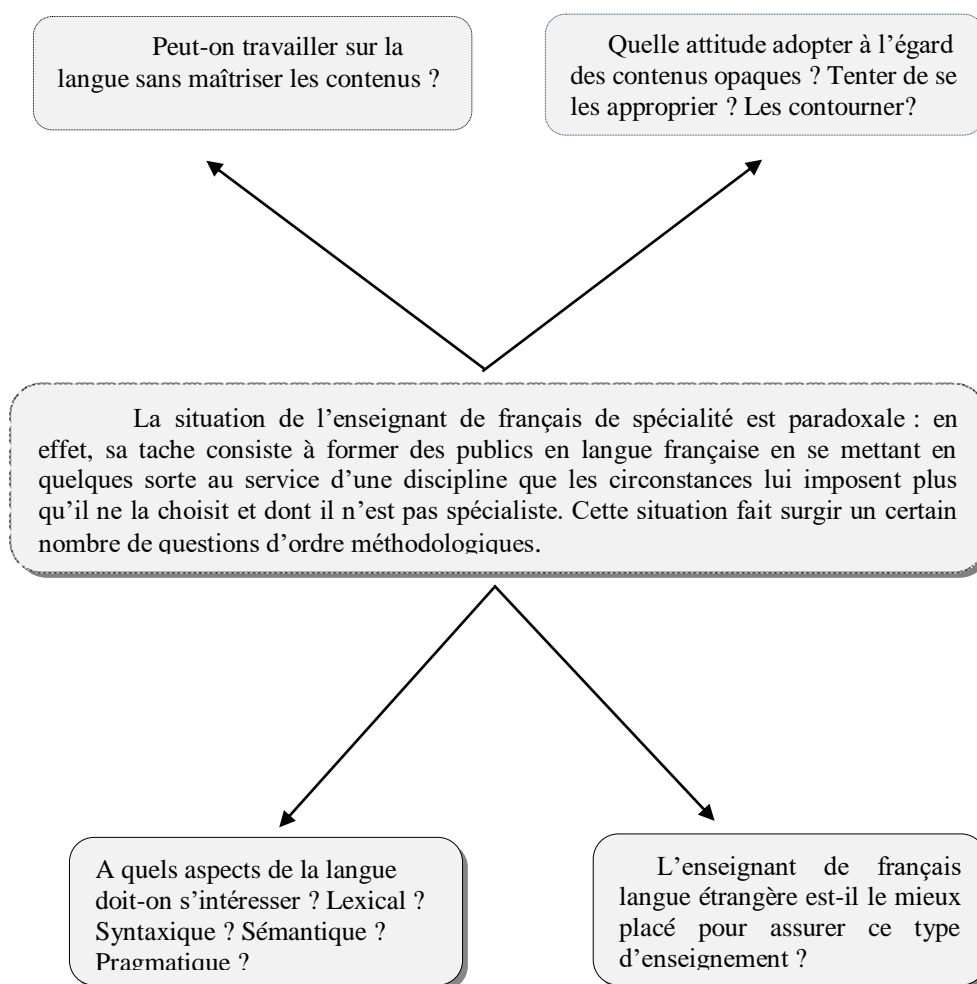 Peut-on travailler sur la
langue sans maîtriser les contenus ?
Quelle attitude adopter à l’égard
des contenus opaques ? Tenter de se
les approprier ? Les contourner?
La situation de l’enseignant de français de spécialité est paradoxale : en
effet, sa tache consiste à former des publics en langue française en se mettant en
quelques sorte au service d’une discipline que les circonstances lui imposent plus
qu’il ne la choisit et dont il n’est pas spécialiste. Cette situation fait surgir un certain
nombre de questions d’ordre méthodologiques.
A quels aspects de la langue
doit-on s’intéresser ? Lexical ?
Syntaxique ? Sémantique ?
Pragmatique ?
L’enseignant de français
langue étrangère est-il le mieux
placé pour assurer ce type
d’enseignement ?